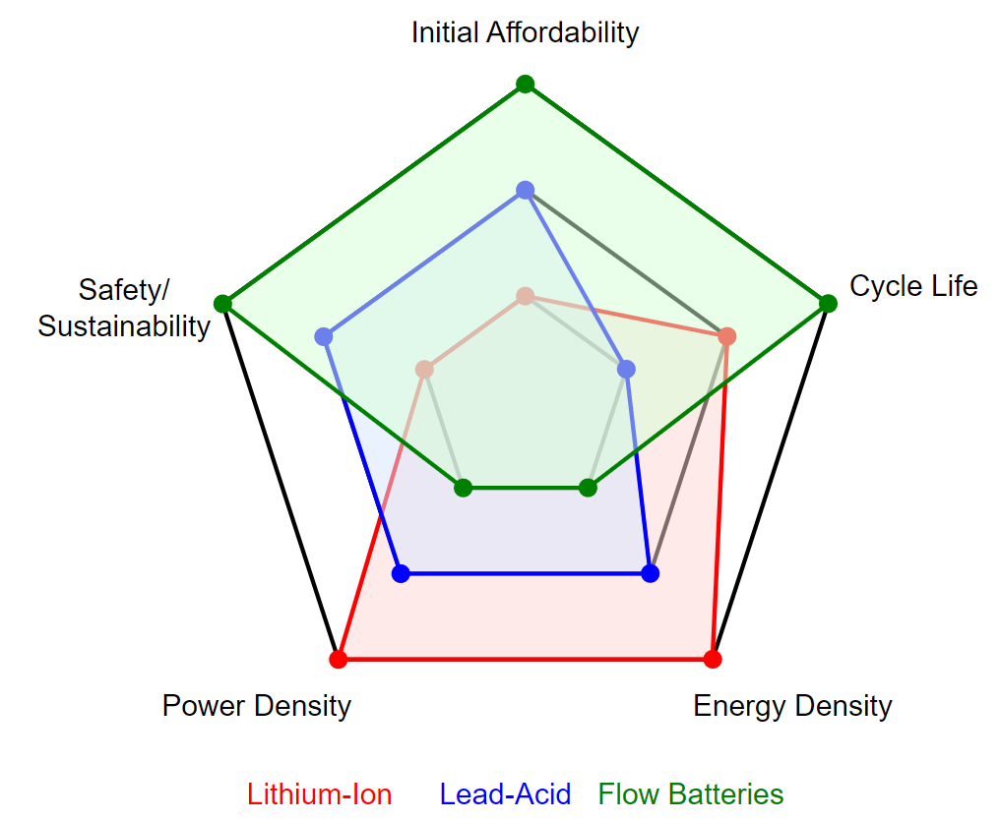 Initial Affordability
Cycle Life
Safety/
Sustainability
Power Density
Energy Density
Lithium-Ion Lead-Acid Flow Batteries